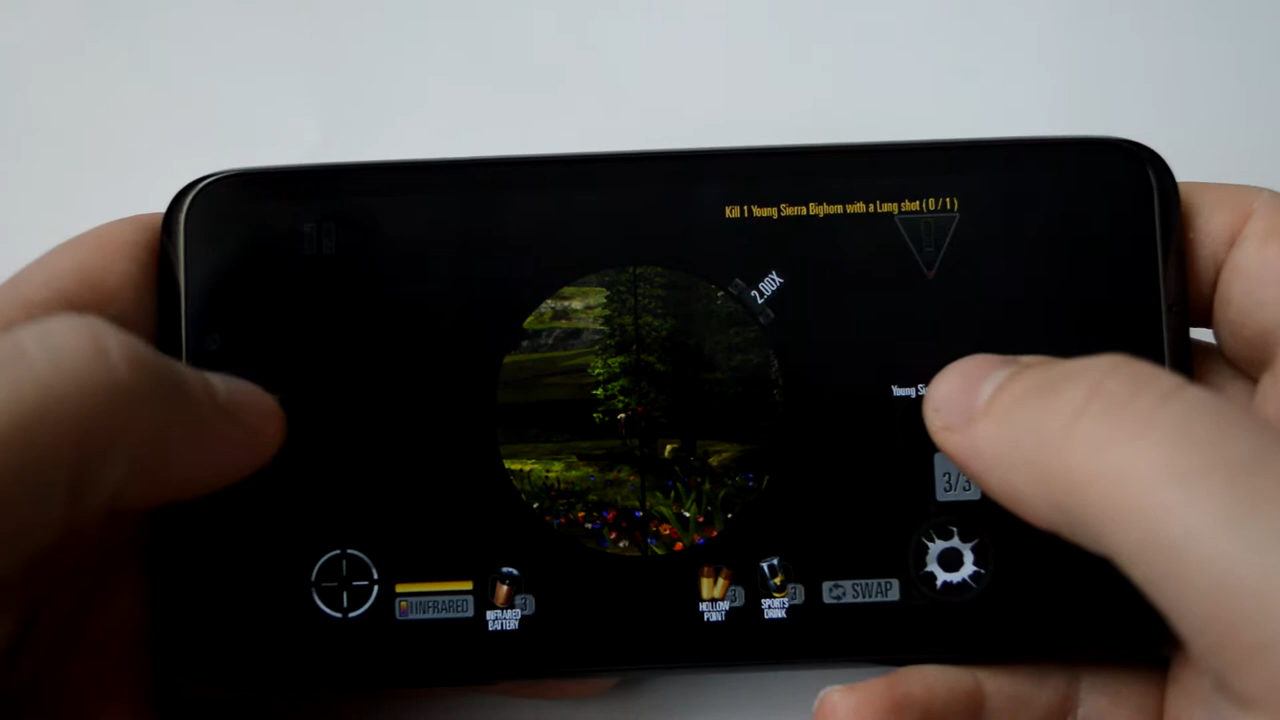 Kill 1 Young Sierra Bighorn with a Lung shot ( 0 / 1 )
2.00X
Young
3/3
INFRARED
INFRARED
BATTERY
3
HOLLOW
POINT
3
SPORTS
DRINK
3
SWAP